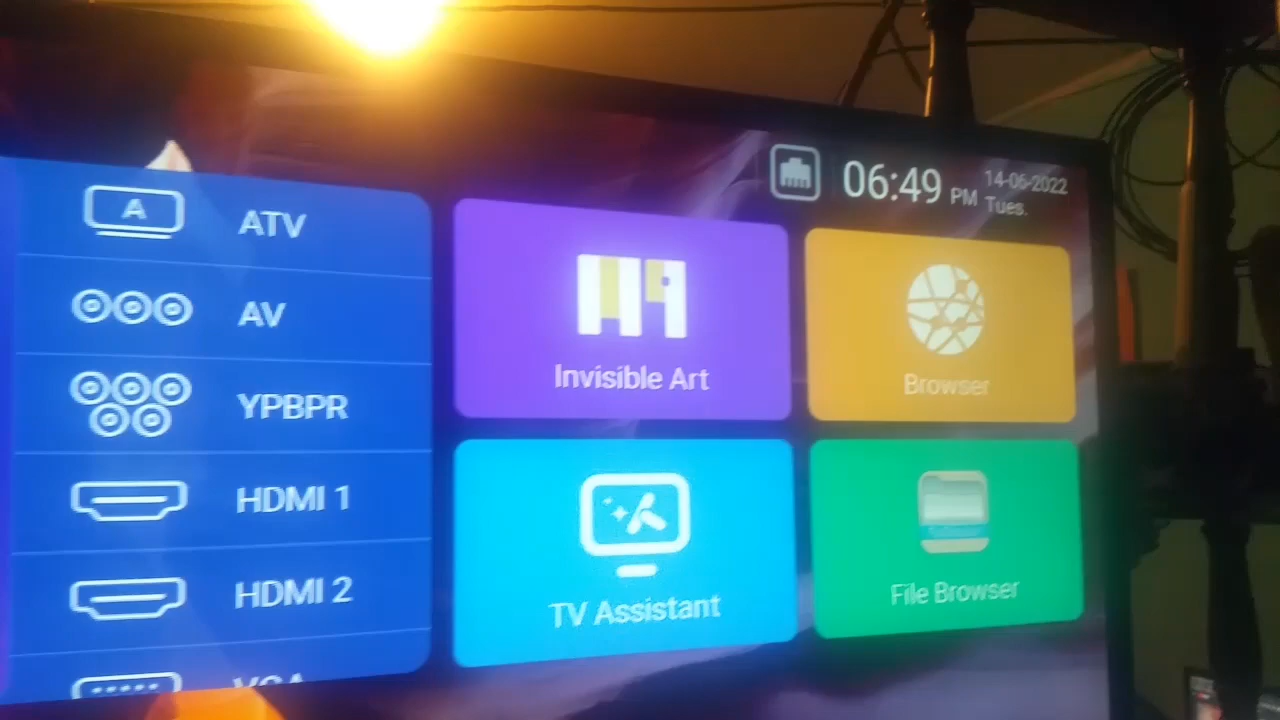 06:49 PM
14-06-2022
Tues.
A
ATV
AV
YPBPR
HDMI 1
HDMI 2
VGA
Invisible Art
Browser
TV Assistant
File Browser